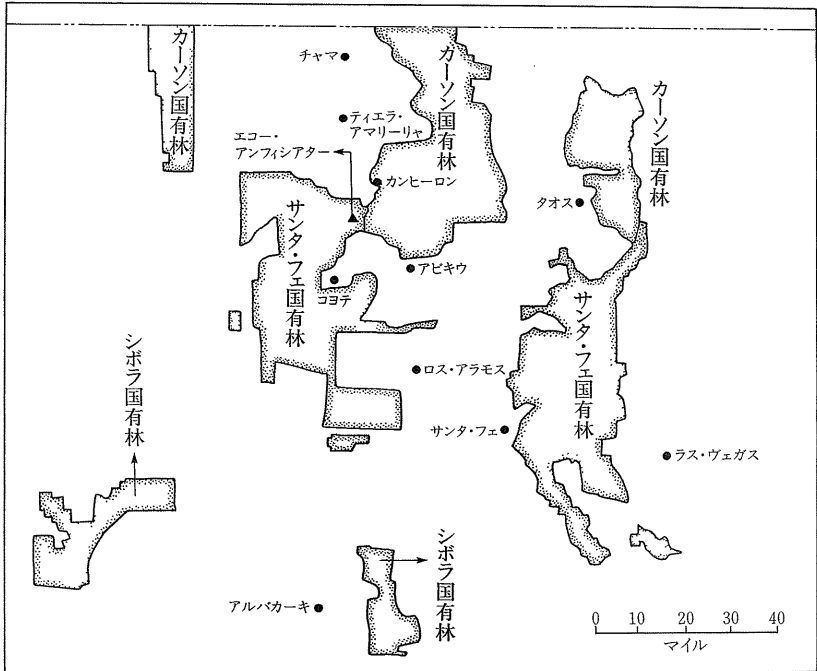 カーソン国有林
チャマ
カーソン国有林
カーソン国有林
ティエラ・
アマリーリャ
エコー・
アンフィシアター
カンヒーロン
タオス
サンタ・フェ国有林
アビキウ
コヨテ
サンタ・フェ国有林
シボラ国有林
ロス・アラモス
サンタ・フェ
ラス・ヴェガス
シボラ国有林
アルバカーキ
0 10 20 30 40
マイル